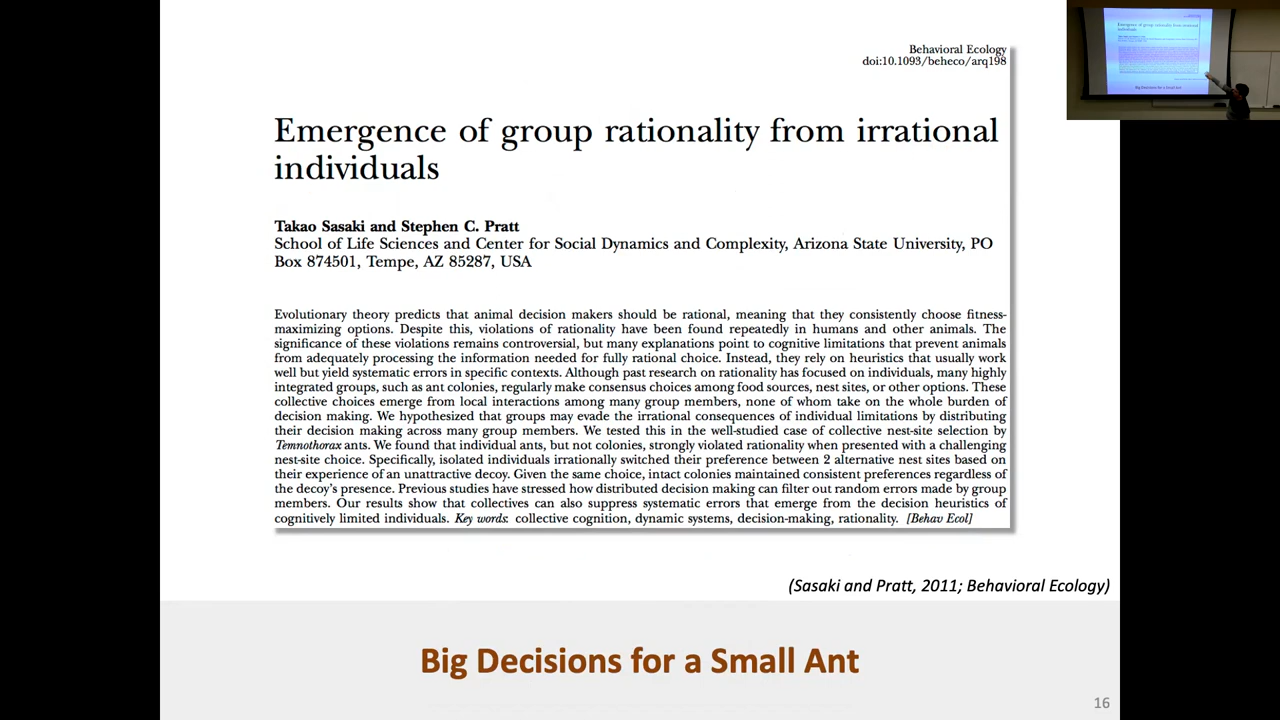 Behavioral Ecology
doi:10.1093/beheco/arq198
Emergence of group rationality from irrational
individuals
Takao Sasaki and Stephen C. Pratt
School of Life Sciences and Center for Social Dynamics and Complexity, Arizona State University, PO
Box 874501, Tempe, AZ 85287, USA
Evolutionary theory predicts that animal decision makers should be rational, meaning that they consistently choose fitness-
maximizing options. Despite this, violations of rationality have been found repeatedly in humans and other animals. The
significance of these violations remains controversial, but many explanations point to cognitive limitations that prevent animals
from adequately processing the information needed for fully rational choice. Instead, they rely on heuristics that usually work
well but yield systematic errors in specific contexts. Although past research on rationality has focused on individuals, many highly
integrated groups, such as ant colonies, regularly make consensus choices among food sources, nest sites, or other options. These
collective choices emerge from local interactions among many group members, none of whom take on the whole burden of
decision making. We hypothesized that groups may evade the irrational consequences of individual limitations by distributing
their decision making across many group members. We tested this in the well-studied case of collective nest-site selection by
Temnothorax ants. We found that individual ants, but not colonies, strongly violated rationality when presented with a challenging
nest-site choice. Specifically, isolated individuals irrationally switched their preference between 2 alternative nest sites based on
their experience of an unattractive decoy. Given the same choice, intact colonies maintained consistent preferences regardless of
the decoy's presence. Previous studies have stressed how distributed decision making can filter out random errors made by group
members. Our results show that collectives can also suppress systematic errors that emerge from the decision heuristics of
cognitively limited individuals. Key words: collective cognition, dynamic systems, decision-making, rationality. [Behav Ecol]
(Sasaki and Pratt, 2011; Behavioral Ecology)
Big Decisions for a Small Ant
16
Emergence of group rationality from irrational
individuals
Big Decisions for a Small Ant